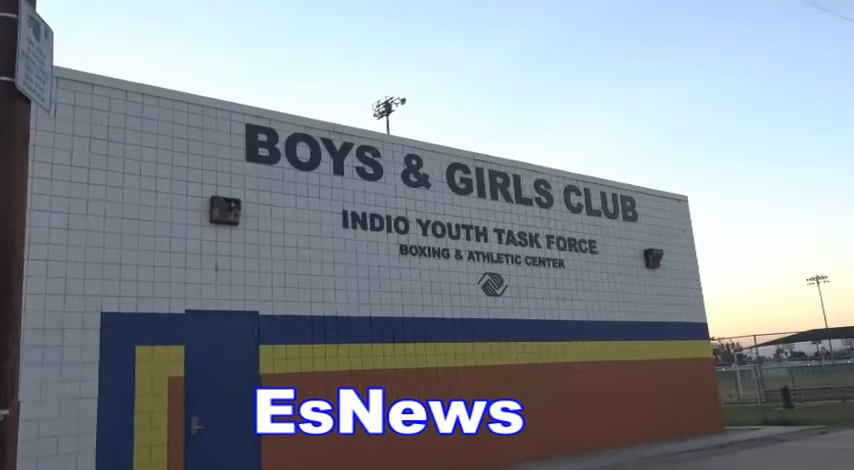 BOYS & GIRLS CLUB
INDIO YOUTH TASK FORCE
BOXING & ATHLETIC CENTER
EsNews